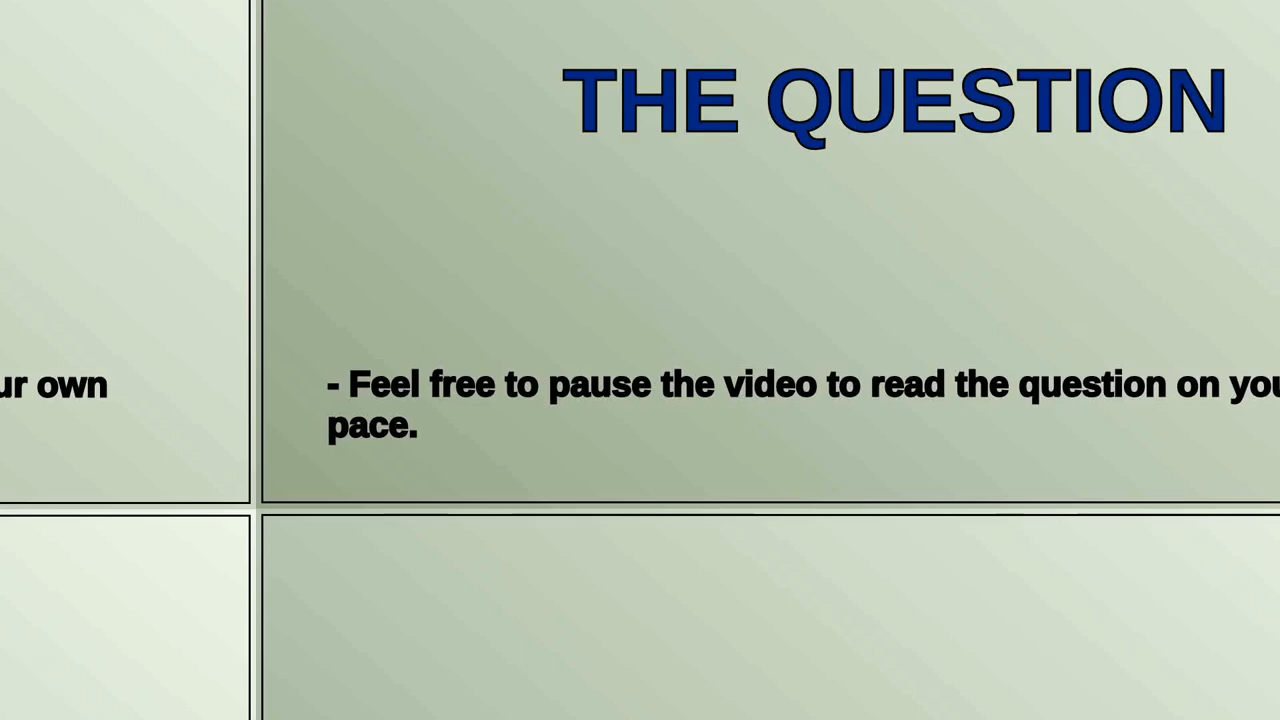 THE QUESTION
ur own
- Feel free to pause the video to read the question on you
pace.